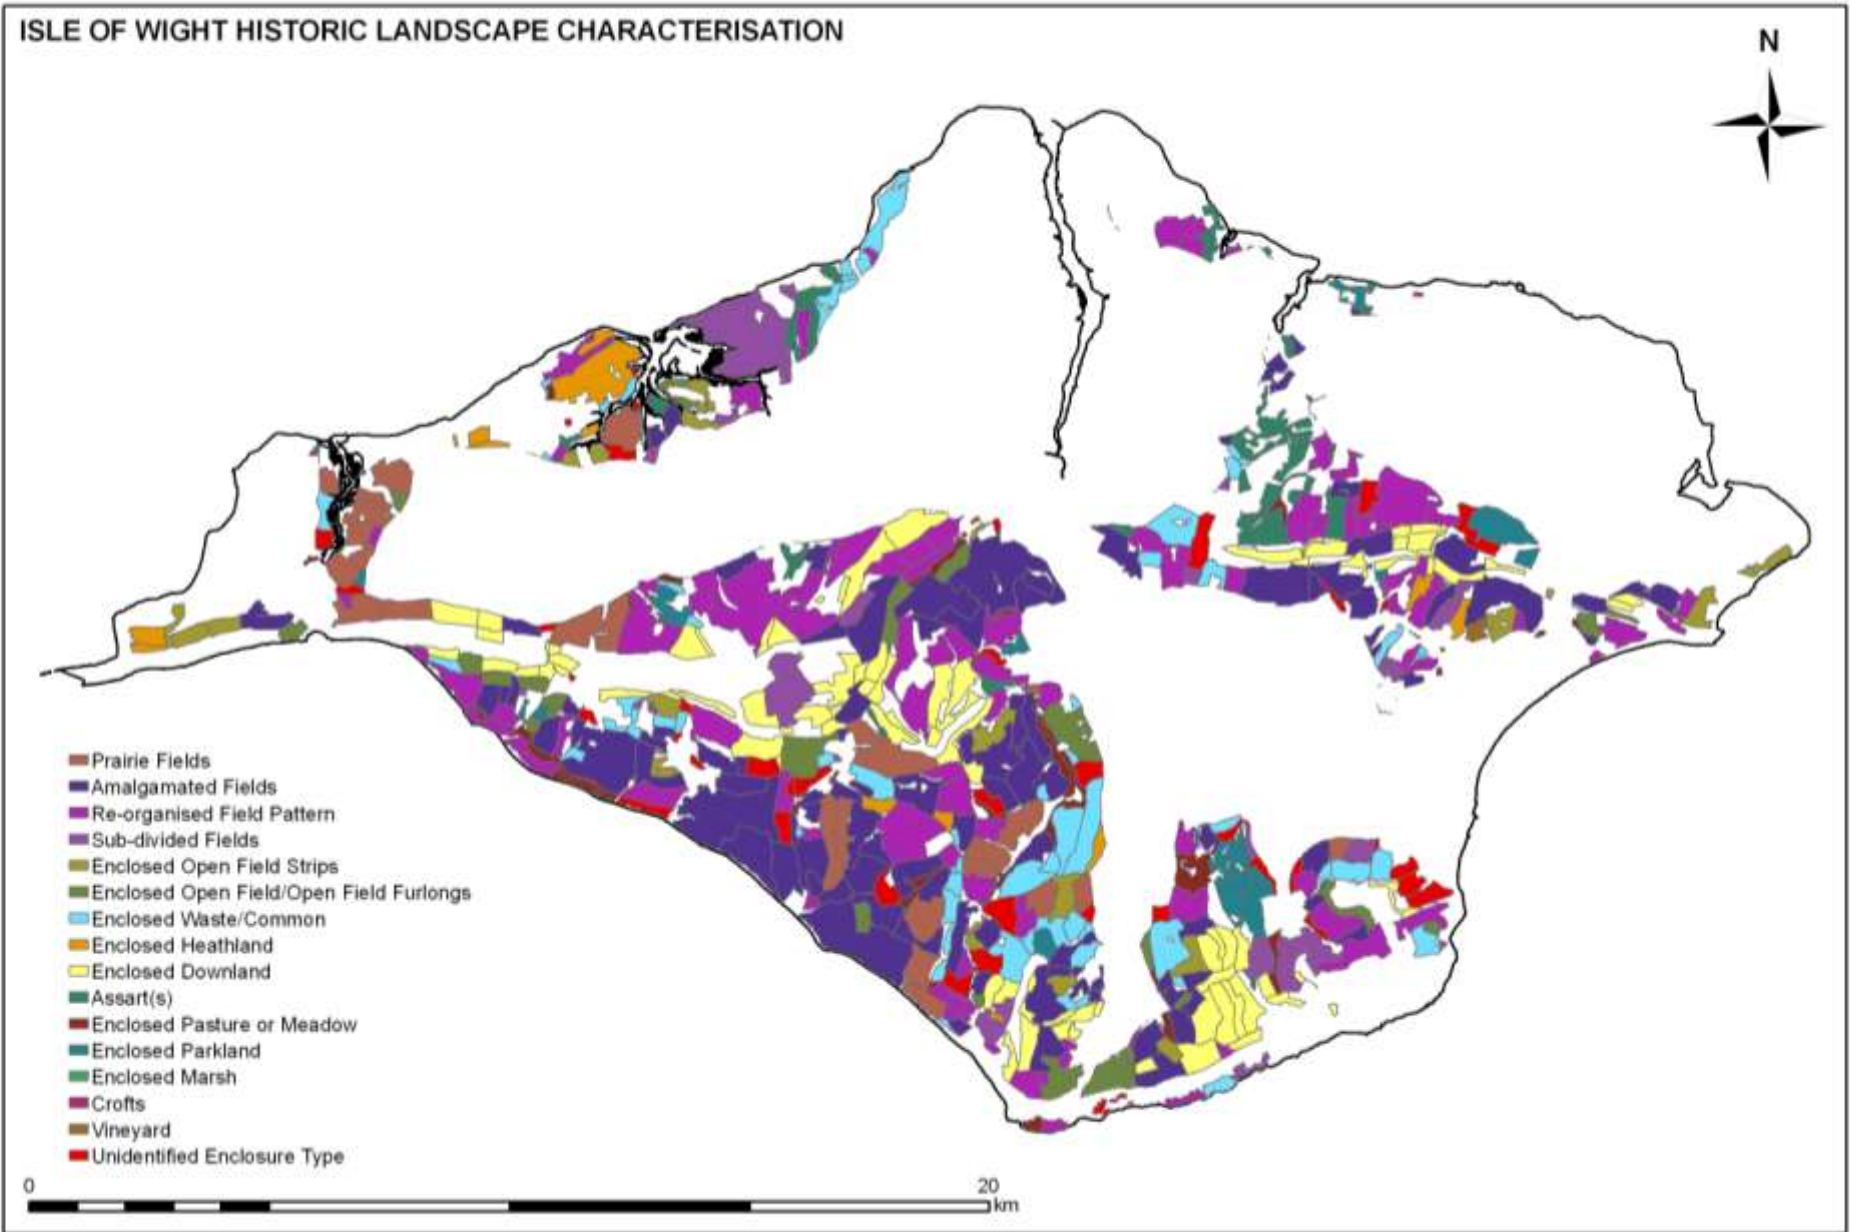 ISLE OF WIGHT HISTORIC LANDSCAPE CHARACTERISATION
N
Prairie Fields
Amalgamated Fields
Re-organised Field Pattern
Sub-divided Fields
Enclosed Open Field Strips
Enclosed Open Field/Open Field Furlongs
Enclosed Waste/Common
Enclosed Heathland
Enclosed Downland
Assart(s)
Enclosed Pasture or Meadow
Enclosed Parkland
Enclosed Marsh
Crofts
Vineyard
Unidentified Enclosure Type
0 20
km